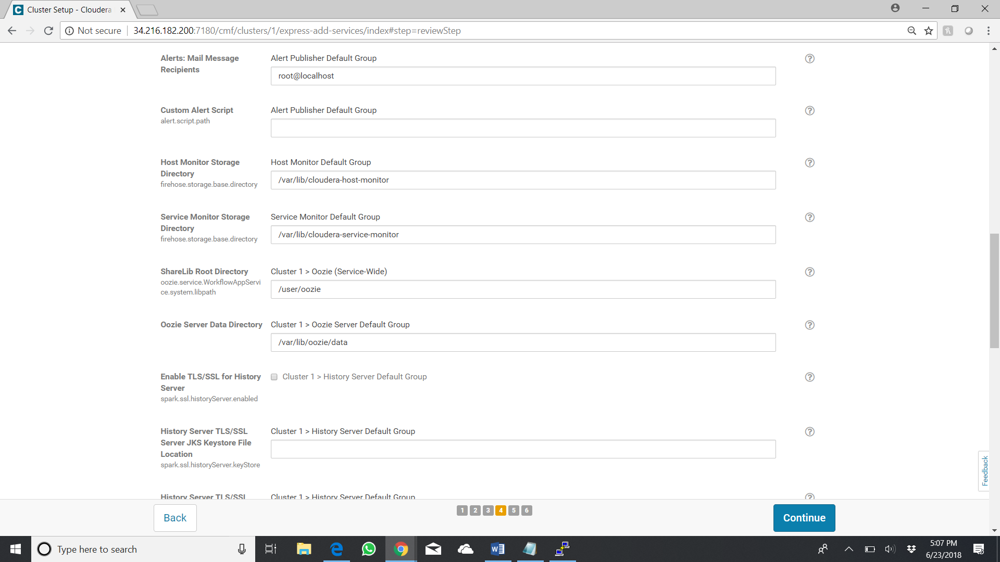 Cluster Setup - Cloudera
Not secure
34.216.182.200:7180/cmf/clusters/1/express-add-services/index#step=reviewStep
Alerts: Mail Message
Recipients
Alert Publisher Default Group
root@localhost
Custom Alert Script
alert.script.path
Alert Publisher Default Group
Host Monitor Storage
Directory
firehose.storage.base.directory
Host Monitor Default Group
/var/lib/cloudera-host-monitor
Service Monitor Storage
Directory
firehose.storage.base.directory
Service Monitor Default Group
/var/lib/cloudera-service-monitor
ShareLib Root Directory
oozie.service.WorkflowAppServi
ce.system.libpath
Cluster 1 > Oozie (Service-Wide)
/user/oozie
Oozie Server Data Directory
Cluster 1 > Oozie Server Default Group
/var/lib/oozie/data
Enable TLS/SSL for History
Server
spark.ssl.historyServer.enabled
Cluster 1 > History Server Default Group
History Server TLS/SSL
Server JKS Keystore File
Location
spark.ssl.historyServer.keyStore
Cluster 1 > History Server Default Group
History Server TLS/SSL
Cluster 1 > History Server Default Group
Feedback
Back
1 2 3 4 5 6
Continue
Type here to search
5:07 PM
6/23/2018